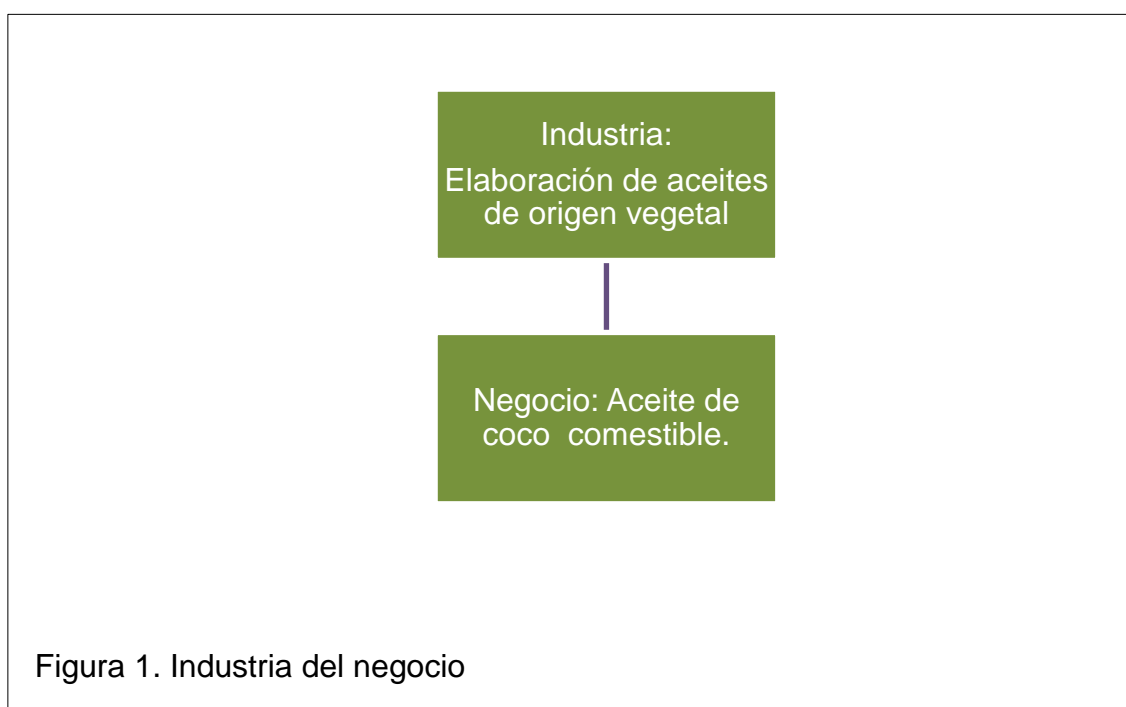 Industria:
Elaboración de aceites
de origen vegetal
Negocio: Aceite de
coco  comestible.
Figura 1. Industria del negocio